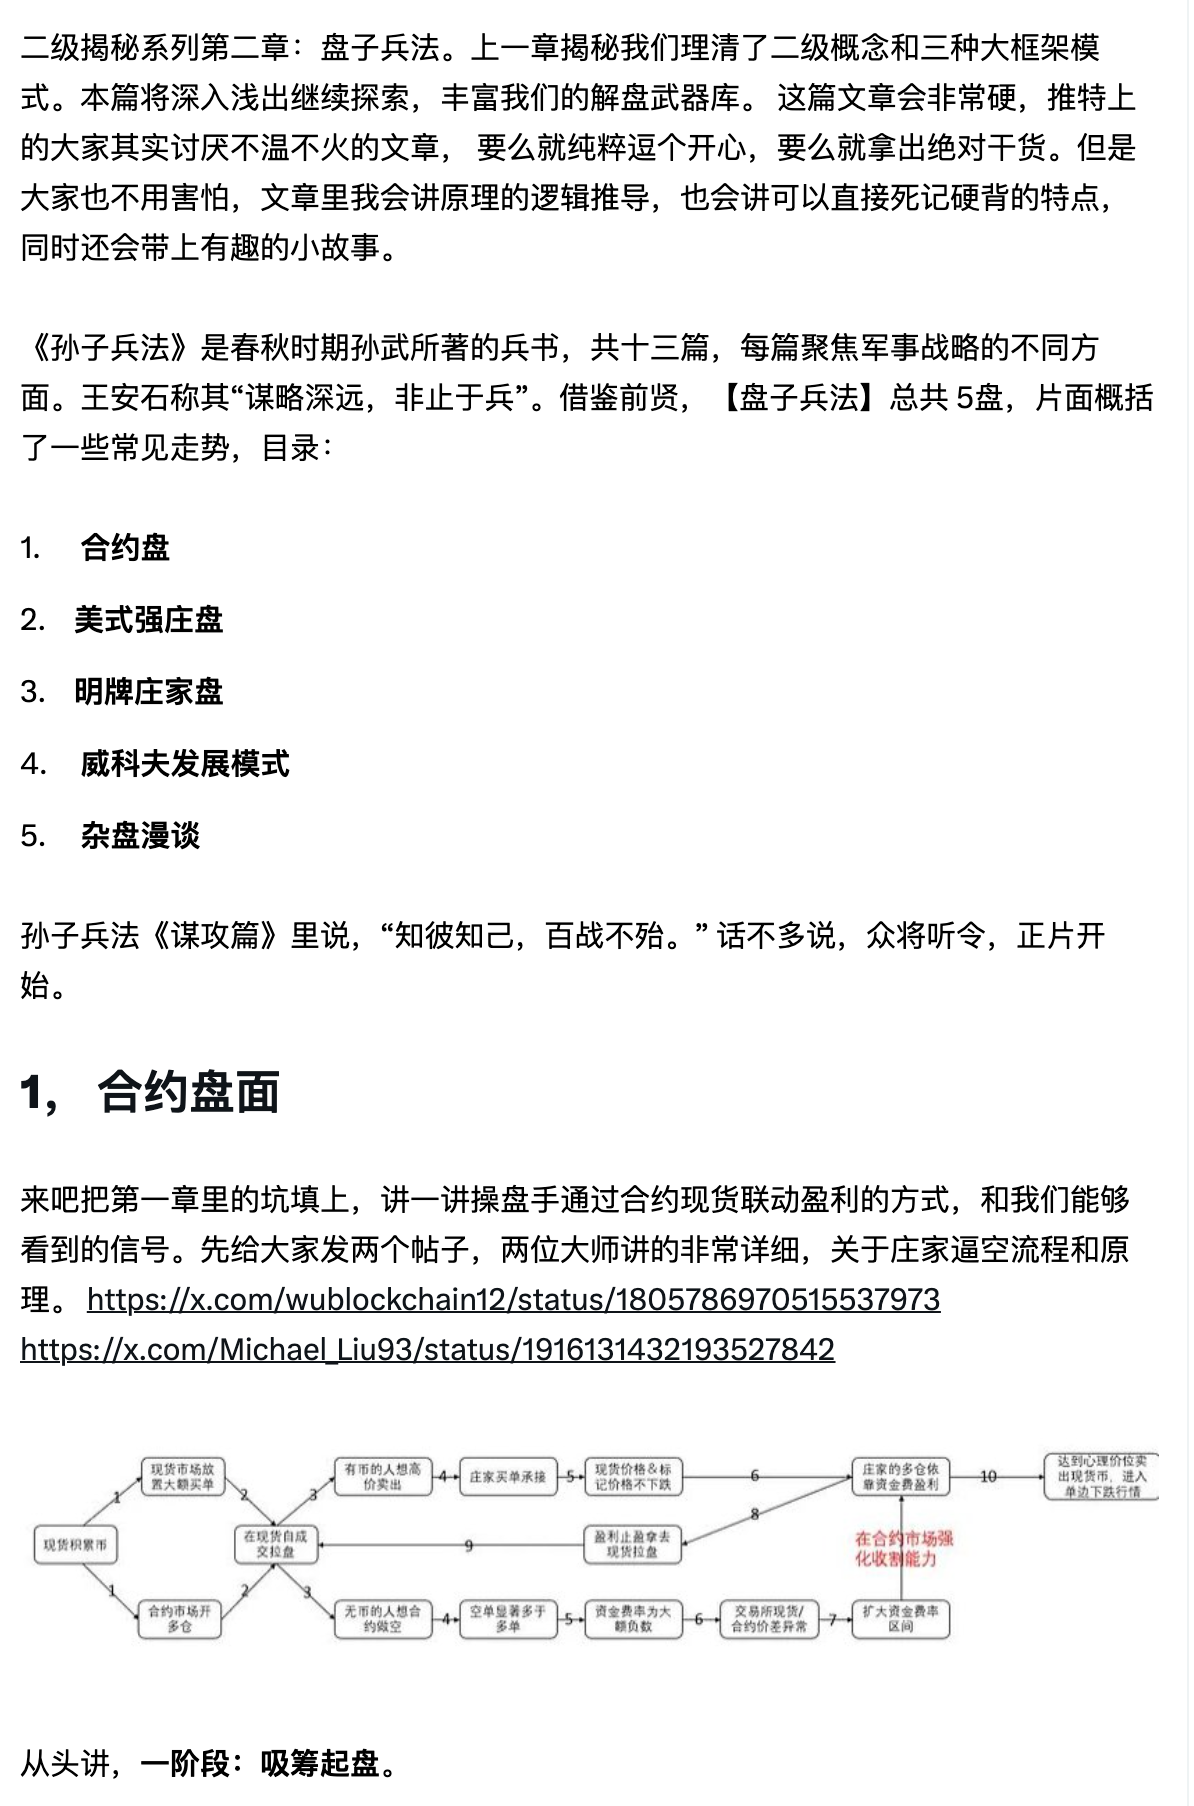 二级揭秘系列第二章：盘子兵法。上一章揭秘我们理清了二级概念和三种大框架模
式。本篇将深入浅出继续探索，丰富我们的解盘武器库。 这篇文章会非常硬，推特上
的大家其实讨厌不温不火的文章， 要么就纯粹逗个开心，要么就拿出绝对干货。但是
大家也不用害怕，文章里我会讲原理的逻辑推导，也会讲可以直接死记硬背的特点，
同时还会带上有趣的小故事。
《孙子兵法》是春秋时期孙武所著的兵书，共十三篇，每篇聚焦军事战略的不同方
面。王安石称其“谋略深远，非止于兵”。借鉴前贤， 【盘子兵法】总共 5盘，片面概括
了一些常见走势，目录：
1. 合约盘
2. 美式强庄盘
3. 明牌庄家盘
4. 威科夫发展模式
5. 杂盘漫谈
孙子兵法《谋攻篇》里说，“知彼知己，百战不殆。” 话不多说，众将听令，正片开
始。
1， 合约盘面
来吧把第一章里的坑填上，讲一讲操盘手通过合约现货联动盈利的方式，和我们能够
看到的信号。先给大家发两个帖子，两位大师讲的非常详细，关于庄家逼空流程和原
理。 https://x.com/wublockchain12/status/1805786970515537973
https://x.com/Michael_Liu93/status/1916131432193527842
现货积累币
1
1
现货市场放
置大额买单
合约市场开
多仓
2
2
在现货自成
交拉盘
3
3
有币的人想高
价卖出
4
庄家买单承接
5
现货价格&标
记价格不下跌
6
庄家的多仓依
靠资金费盈利
10
达到心理价位卖
出现货币，进入
单边下跌行情
8
盈利止盈拿去
现货拉盘
9
在合约市场强
化收割能力
无币的人想合
约做空
4
空单显著多于
多单
5
资金费率为大
额负数
6
交易所现货/
合约价差异常
7
扩大资金费率
区间
从头讲，一阶段：吸筹起盘。